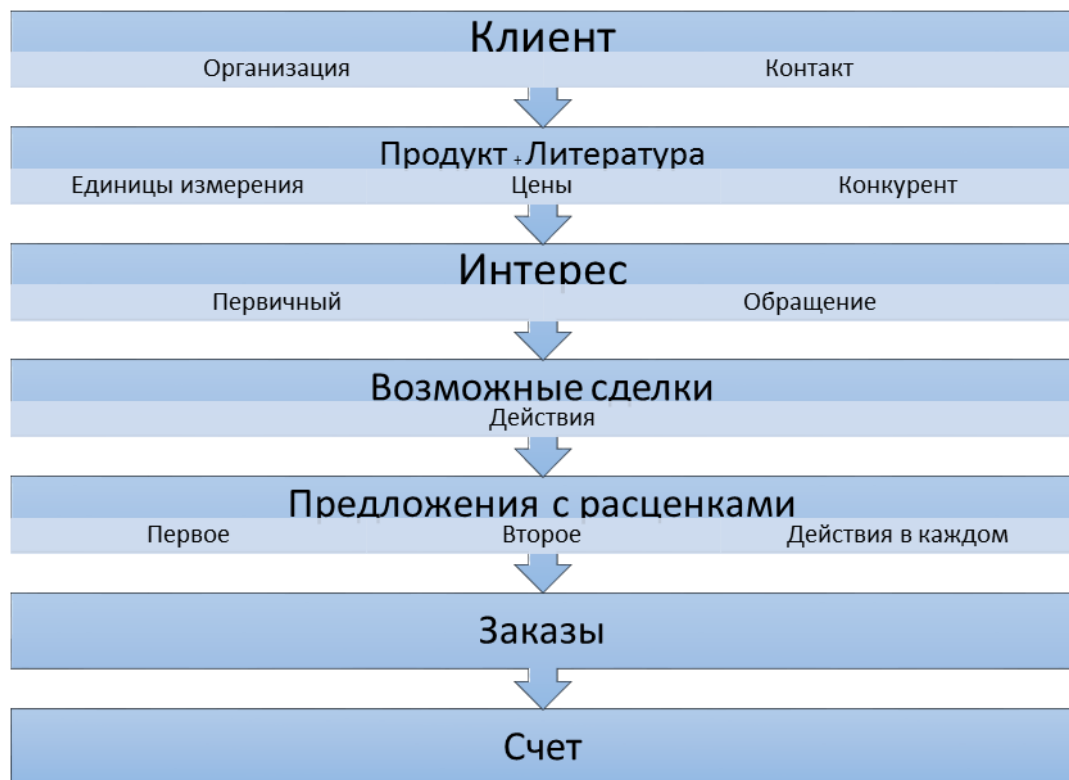 Клиент
Организация Контакт
Продукт + Литература
Единицы измерения Цены Конкурент
Интерес
Первичный Обращение
Возможные сделки
Действия
Предложения с расценками
Первое Второе Действия в каждом
Заказы
Счет